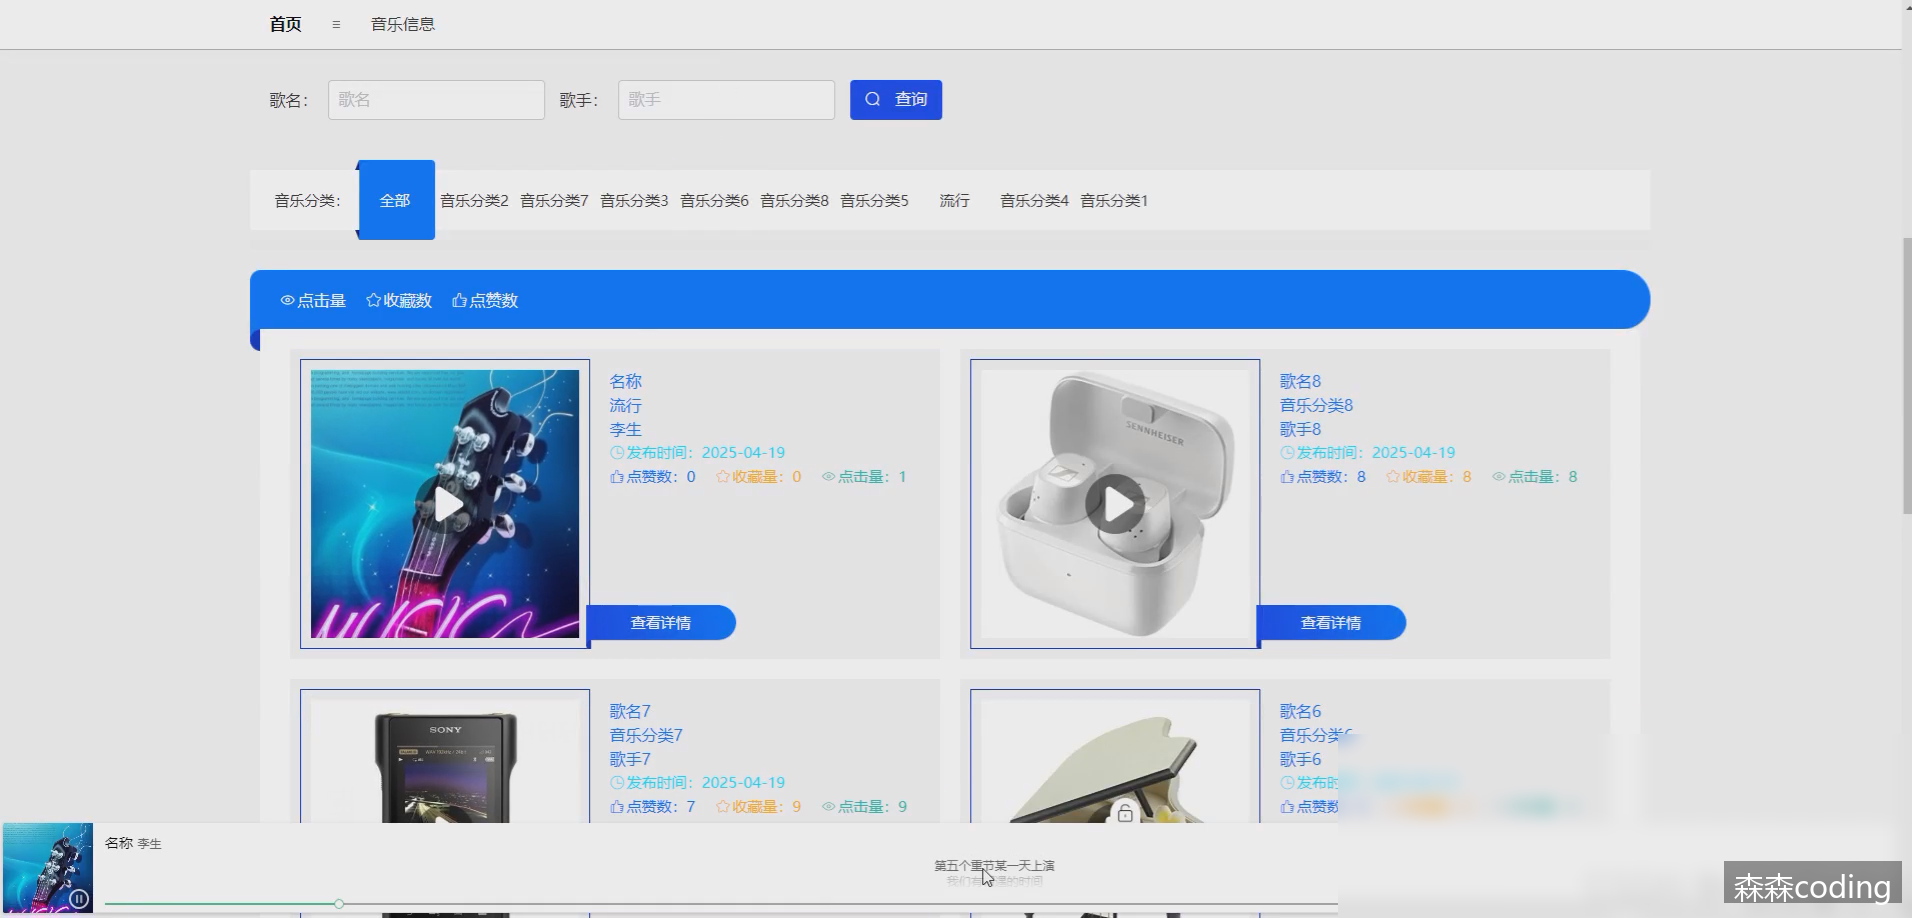 首页 ☰ 音乐信息
歌名： 歌名 歌手： 歌手 查询
音乐分类： 全部 音乐分类2 音乐分类7 音乐分类3 音乐分类6 音乐分类8 音乐分类5 流行 音乐分类4 音乐分类1
点击量 收藏数 点赞数
名称
流行
李生
发布时间：2025-04-19
点赞数：0 收藏量：0 点击量：1
MUSIC
查看详情
SENNHEISER
歌名8
音乐分类8
歌手8
发布时间：2025-04-19
点赞数：8 收藏量：8 点击量：8
查看详情
SONY
歌名7
音乐分类7
歌手7
发布时间：2025-04-19
点赞数：7 收藏量：9 点击量：9
歌名6
音乐分类6
歌手6
发布时
点赞数
名称 李生
第五个重节某一天上演
我们有
的时间
森森coding